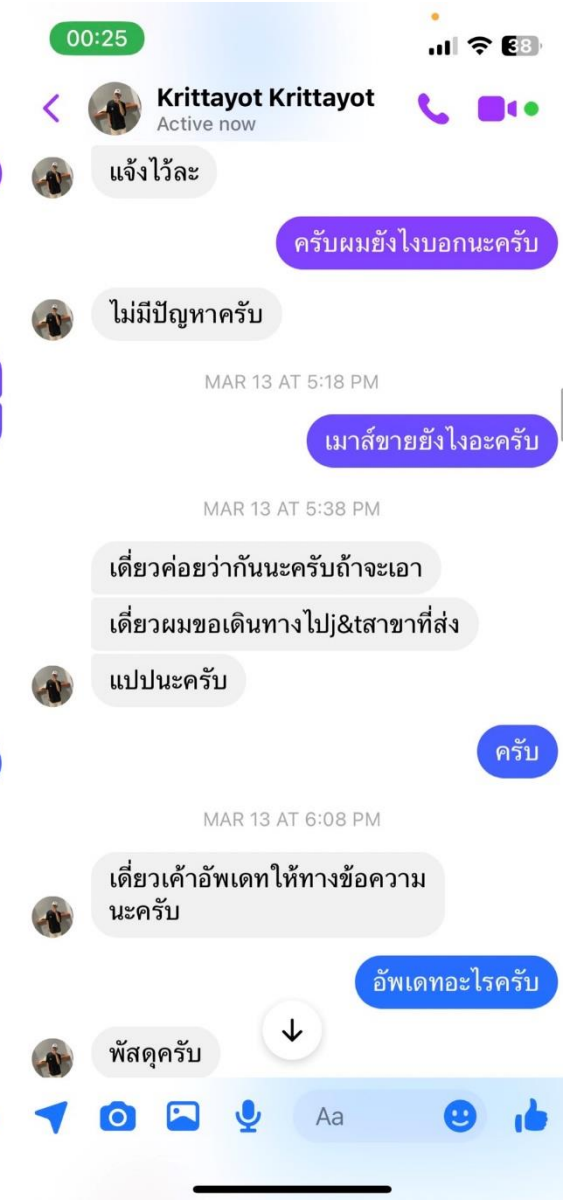 00:25
38
Krittayot Krittayot
Active now
แจ้งไว้ละ
ครับผมยังไงบอกนะครับ
ไม่มีปัญหาครับ
MAR 13 AT 5:18 PM
เมาส์ขายยังไงอะครับ
MAR 13 AT 5:38 PM
เดี่ยวค่อยว่ากันนะครับถ้าจะเอา
เดี่ยวผมขอเดินทางไปj&tสาขาที่ส่ง
แปปนะครับ
ครับ
MAR 13 AT 6:08 PM
เดี่ยวเค้าอัพเดทให้ทางข้อความ
นะครับ
อัพเดทอะไรครับ
พัสดุครับ
Aa